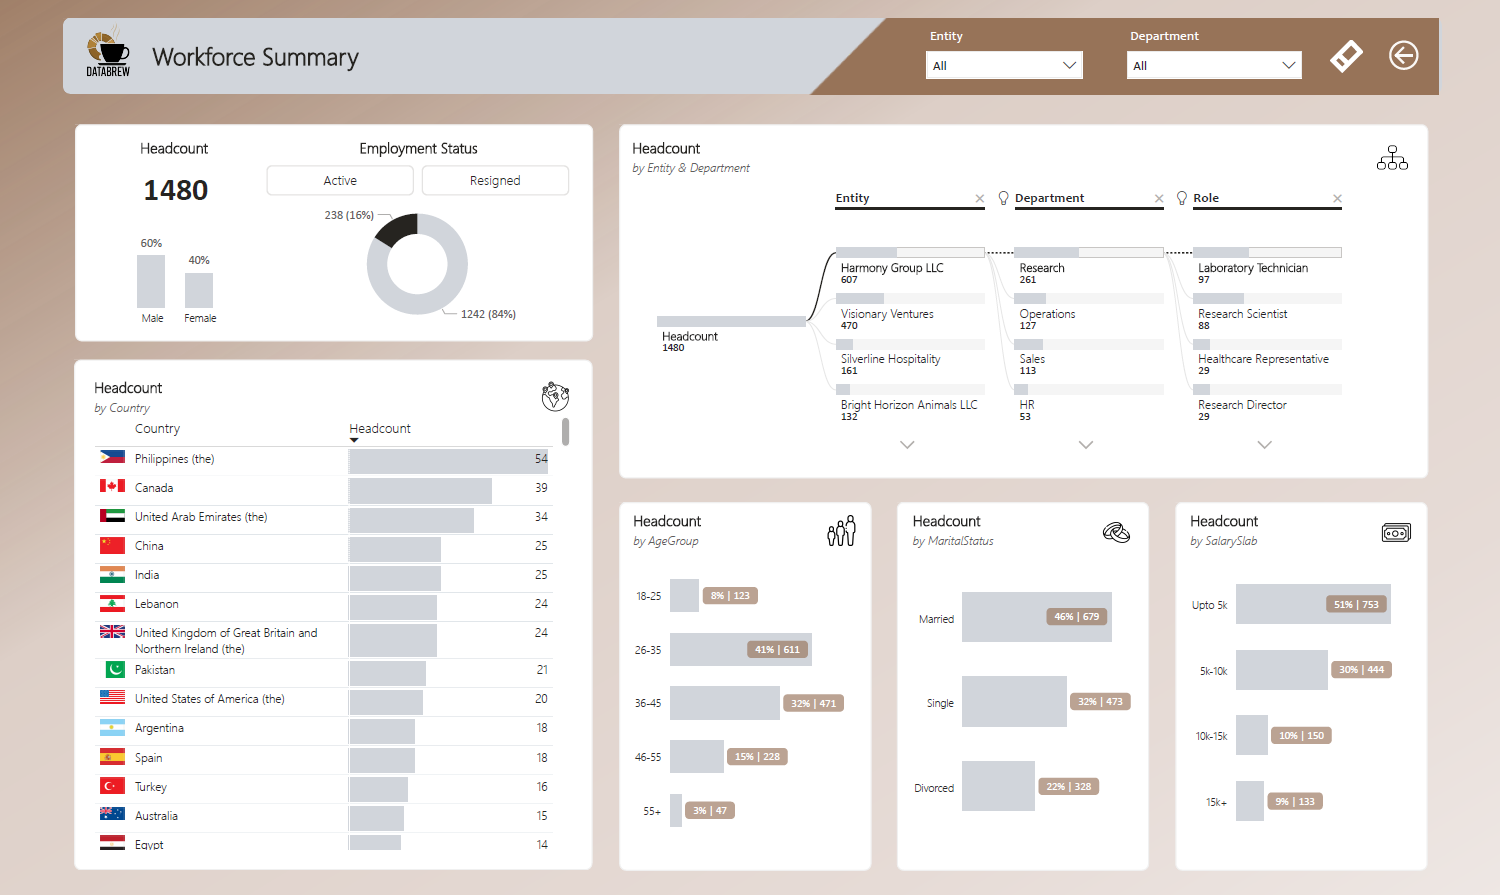 DATABREW
Workforce Summary
Entity
All
Department
All
Headcount
1480
60%
40%
Male
Female
Employment Status
Active
Resigned
238 (16%)
1242 (84%)
Headcount
by Country
Country
Headcount
Philippines (the)
54
Canada
39
United Arab Emirates (the)
34
China
25
India
25
Lebanon
24
United Kingdom of Great Britain and
Northern Ireland (the)
24
Pakistan
21
United States of America (the)
20
Argentina
18
Spain
18
Turkey
16
Australia
15
Egypt
14
Headcount
by Entity & Department
Entity
Department
Role
Headcount
1480
Harmony Group LLC
607
Visionary Ventures
470
Silverline Hospitality
161
Bright Horizon Animals LLC
132
Research
261
Operations
127
Sales
113
HR
53
Laboratory Technician
97
Research Scientist
88
Healthcare Representative
29
Research Director
29
Headcount
by AgeGroup
18-25
8% | 123
26-35
41% | 611
36-45
32% | 471
46-55
15% | 228
55+
3% | 47
Headcount
by MaritalStatus
Married
46% | 679
Single
32% | 473
Divorced
22% | 328
Headcount
by SalarySlab
Upto 5k
51% | 753
5k-10k
30% | 444
10k-15k
10% | 150
15k+
9% | 133